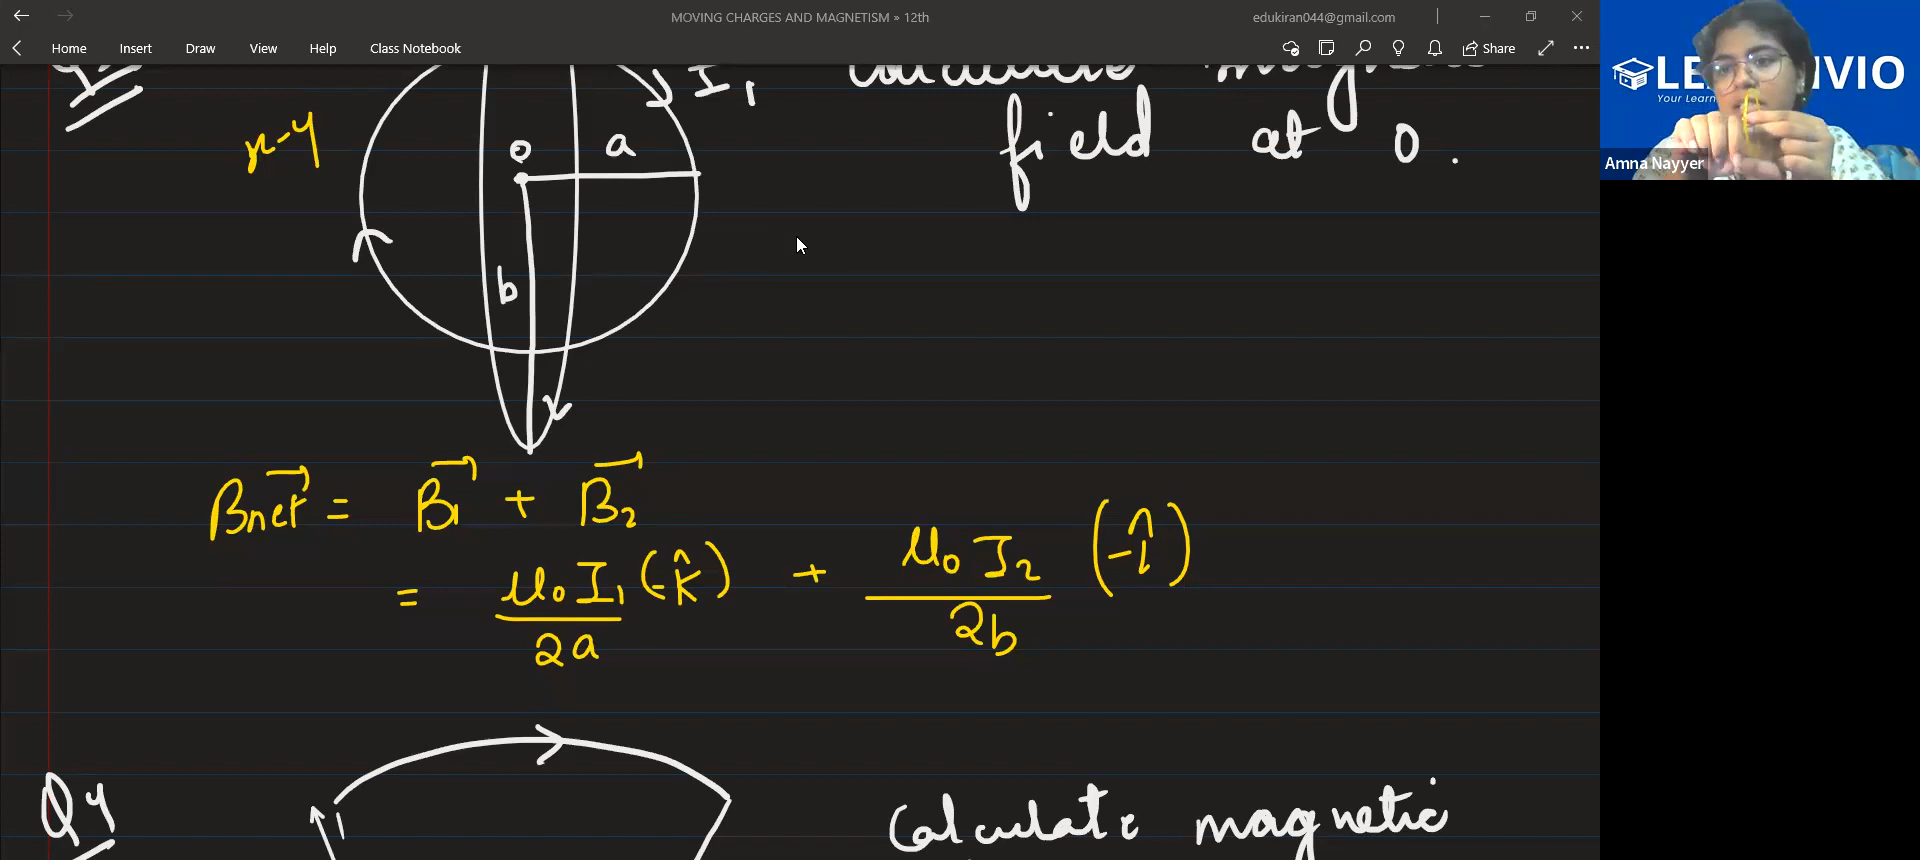 MOVING CHARGES AND MAGNETISM » 12th
edukiran044@gmail.com
Home Insert Draw View Help Class Notebook
Share
I₁
field at O.
x-y
O
a
b
Bnet = B₁ + B₂
= μ₀I₁/2a (-k̂) + μ₀I₂/2b (-î)
Q4
Calculate magnetic
Your Learn
Amna Nayyer